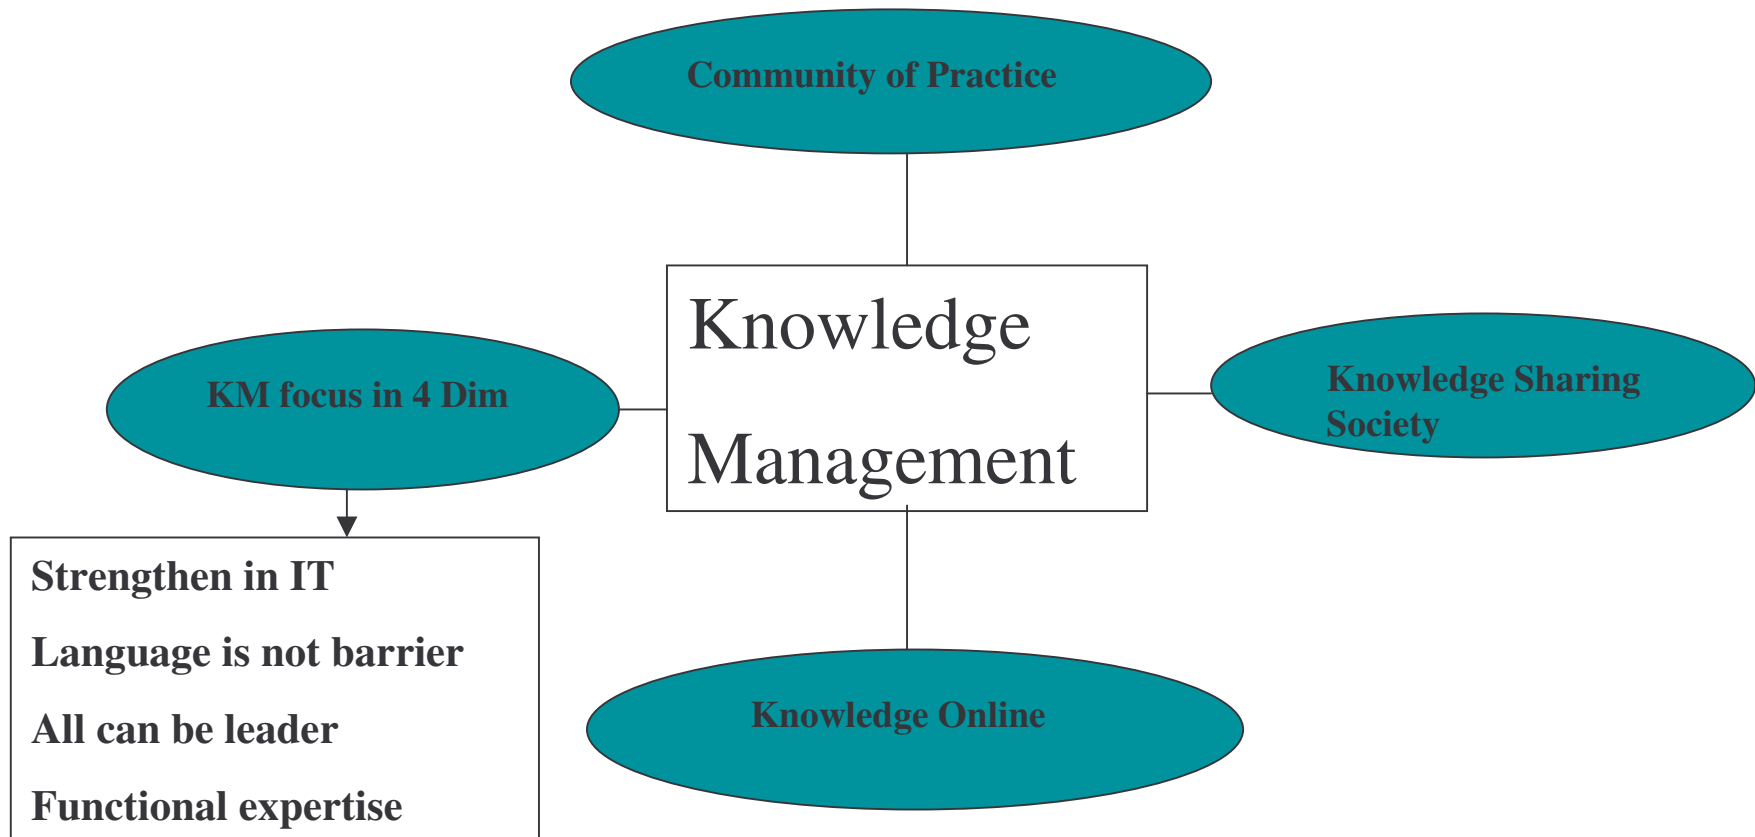 Community of Practice
Knowledge
Management
KM focus in 4 Dim
Knowledge Sharing
Society
Strengthen in IT
Language is not barrier
All can be leader
Functional expertise
Knowledge Online